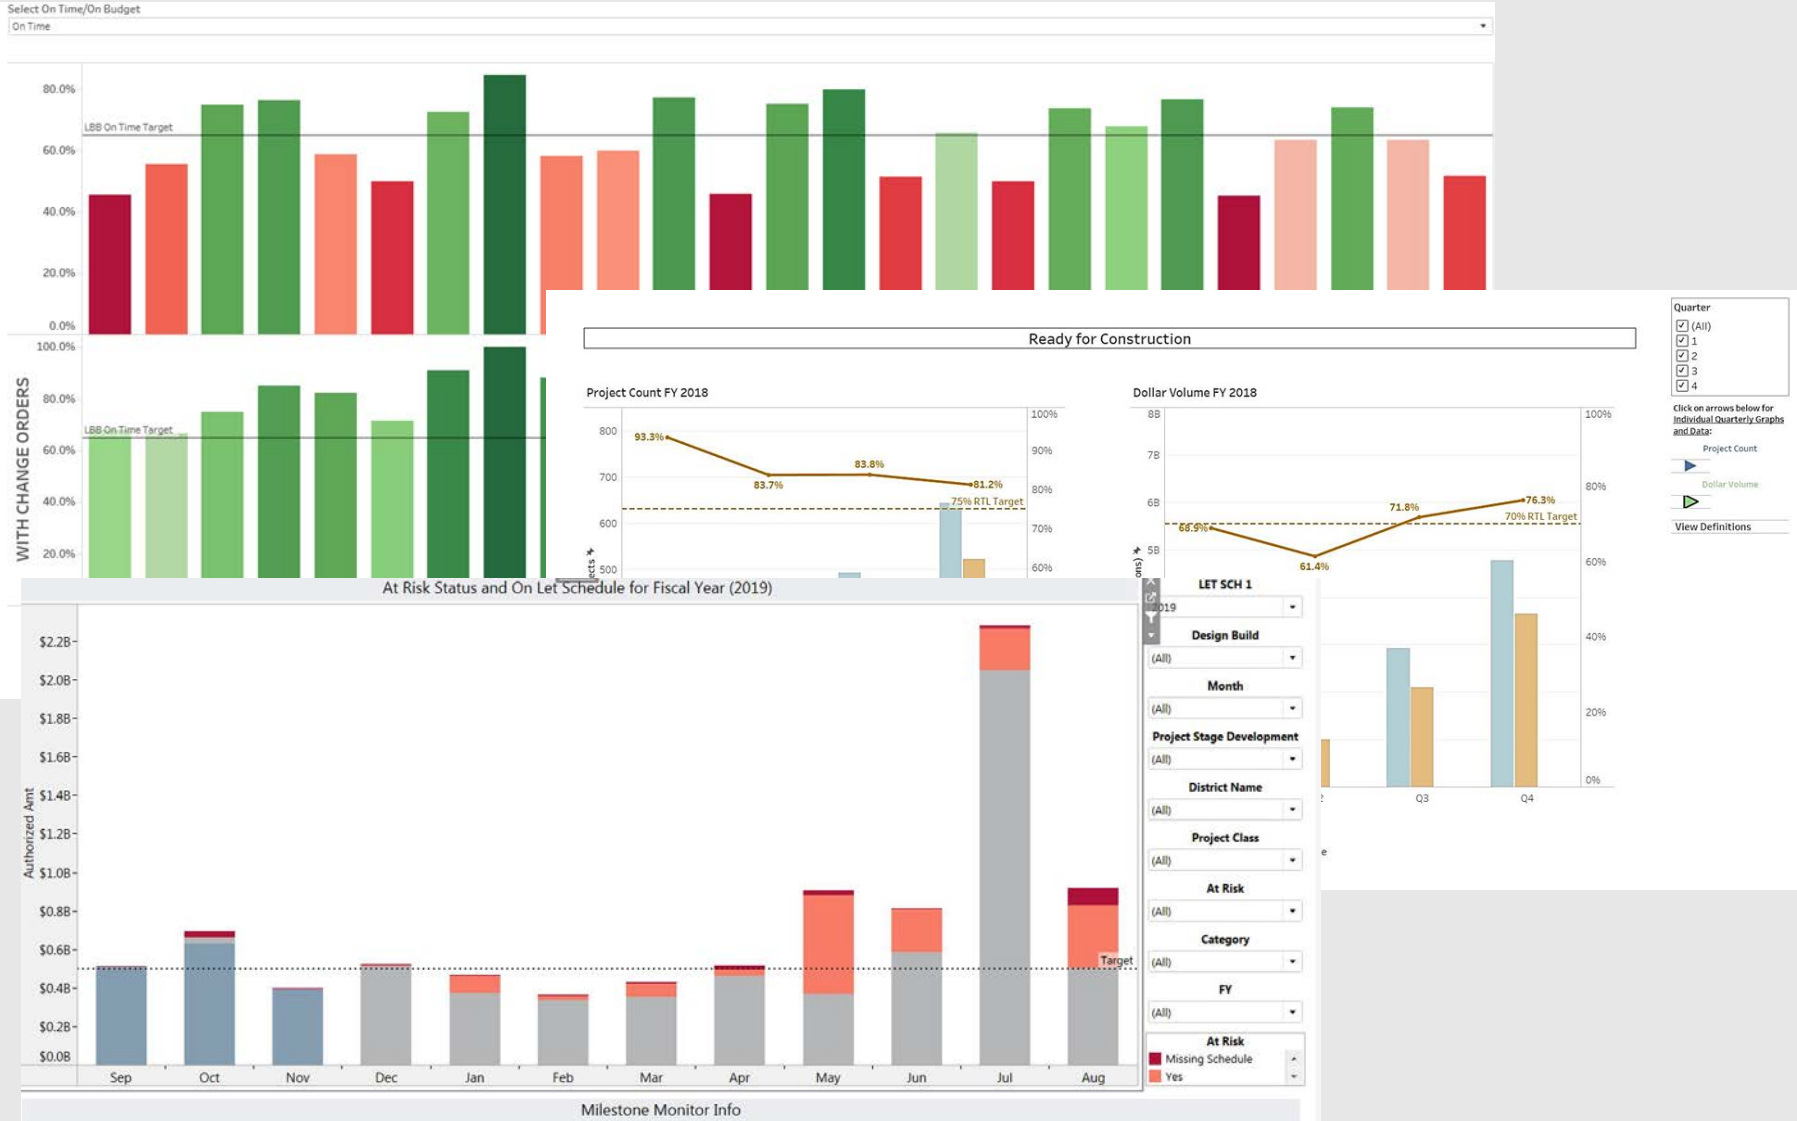 Select On Time/On Budget
On Time
80.0%
LBB On Time Target
60.0%
40.0%
20.0%
0.0%
100.0%
80.0%
LBB On Time Target
60.0%
40.0%
20.0%
WITH CHANGE ORDERS
Ready for Construction
Project Count FY 2018
800
700
600
500
93.3%
83.7%
83.8%
81.2%
75% RTL Target
100%
90%
80%
70%
60%
Dollar Volume FY 2018
8B
7B
6B
5B
68.9%
61.4%
71.8%
76.3%
70% RTL Target
100%
80%
60%
40%
20%
0%
Q3
Q4
Quarter
(All)
1
2
3
4
Click on arrows below for
Individual Quarterly Graphs
and Data:
Project Count
Dollar Volume
View Definitions
At Risk Status and On Let Schedule for Fiscal Year (2019)
Authorized Amt
$2.2B
$2.0B
$1.8B
$1.6B
$1.4B
$1.2B
$1.0B
$0.8B
$0.6B
$0.4B
$0.2B
$0.0B
Target
Sep
Oct
Nov
Dec
Jan
Feb
Mar
Apr
May
Jun
Jul
Aug
LET SCH 1
2019
Design Build
(All)
Month
(All)
Project Stage Development
(All)
District Name
(All)
Project Class
(All)
At Risk
(All)
Category
(All)
FY
(All)
At Risk
Missing Schedule
Yes
Milestone Monitor Info